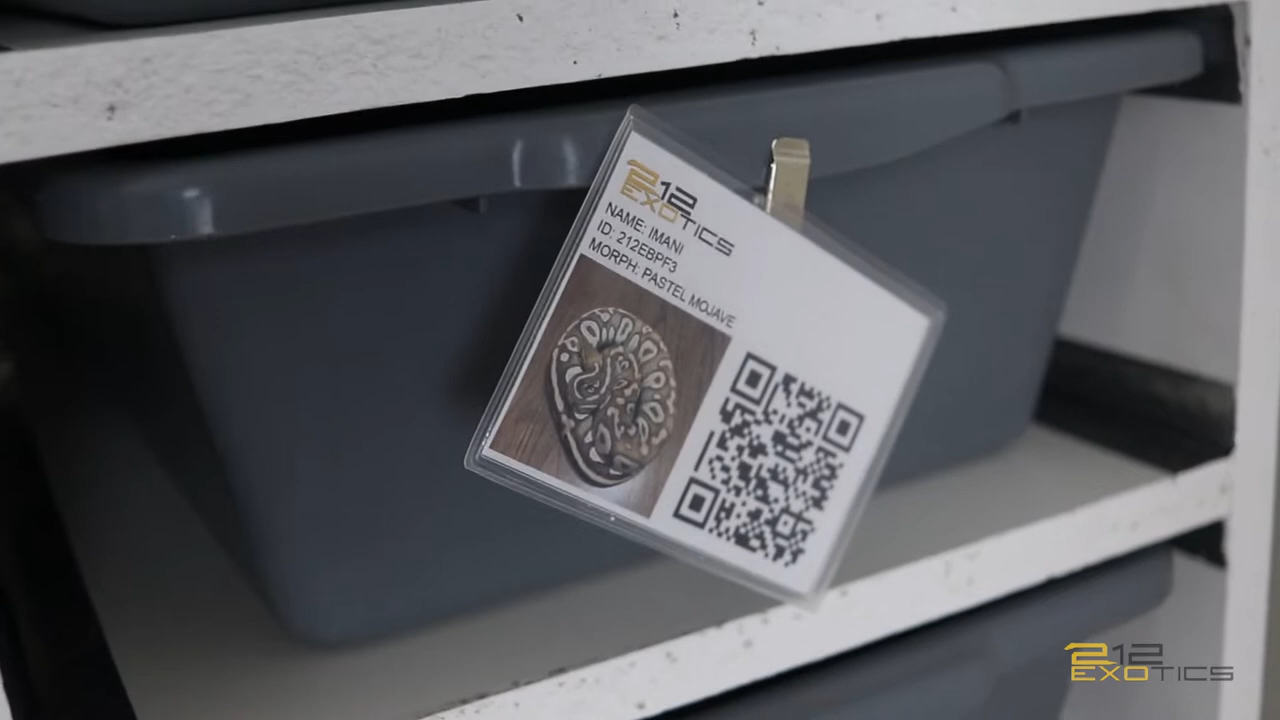 212
EXOTICS
NAME: IMANI
ID: 212EBPF3
MORPH: PASTEL MOJAVE
212
EXOTICS